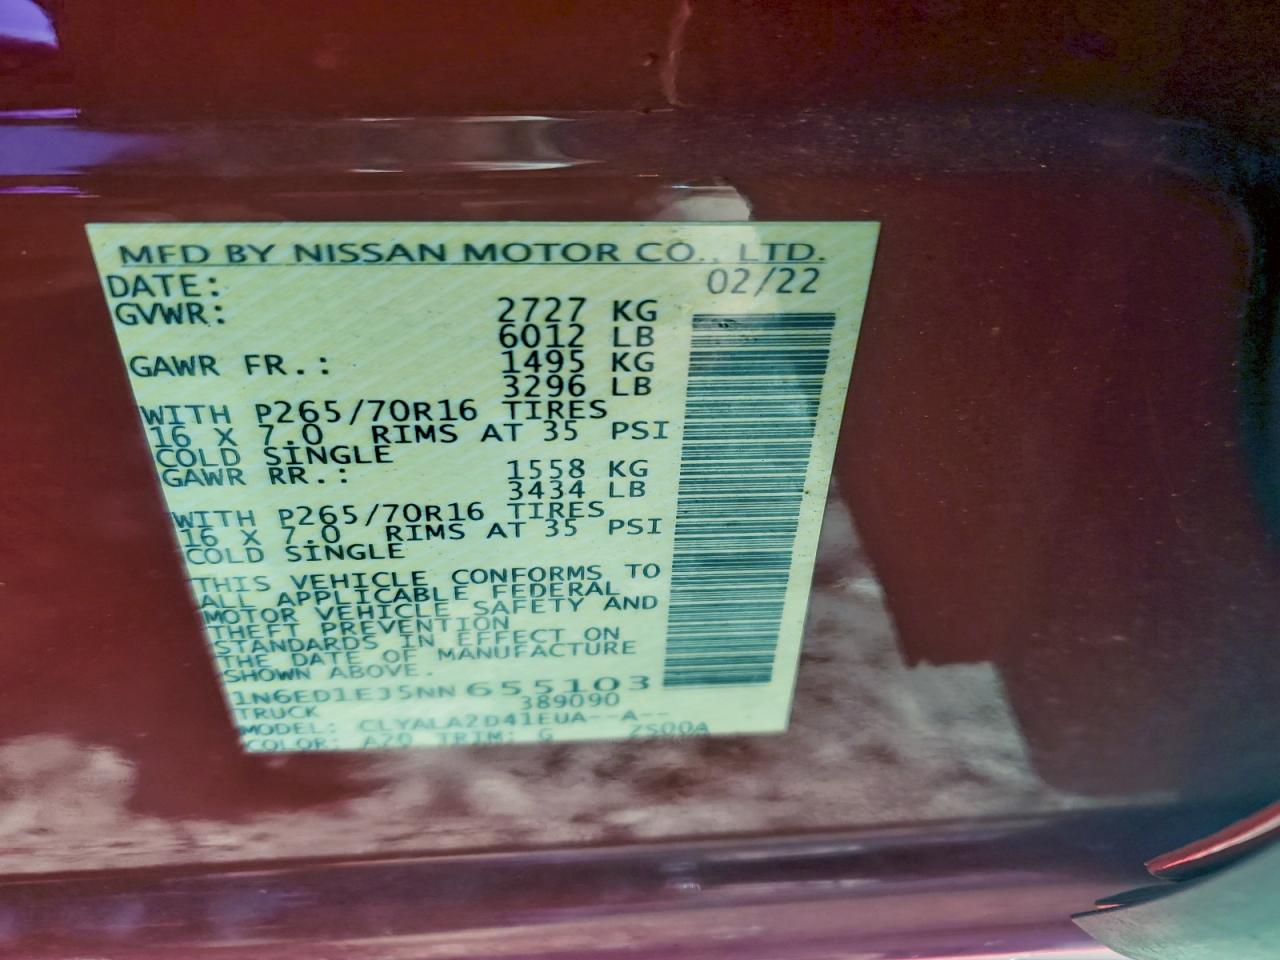 MFD BY NISSAN MOTOR CO., LTD.
DATE: 02/22
GVWR: 2727 KG
6012 LB
GAWR FR.: 1495 KG
3296 LB
WITH P265/70R16 TIRES
16 X 7.0 RIMS AT 35 PSI
COLD SINGLE
GAWR RR.: 1558 KG
3434 LB
WITH P265/70R16 TIRES
16 X 7.0 RIMS AT 35 PSI
COLD SINGLE
THIS VEHICLE CONFORMS TO
ALL APPLICABLE FEDERAL
MOTOR VEHICLE SAFETY AND
THEFT PREVENTION
STANDARDS IN EFFECT ON
THE DATE OF MANUFACTURE
SHOWN ABOVE.
1N6ED1EJ5NN655103
TRUCK 389090
MODEL: CLYALA2D41EUA--A--
COLOR: A20 TRIM: G 2S00A